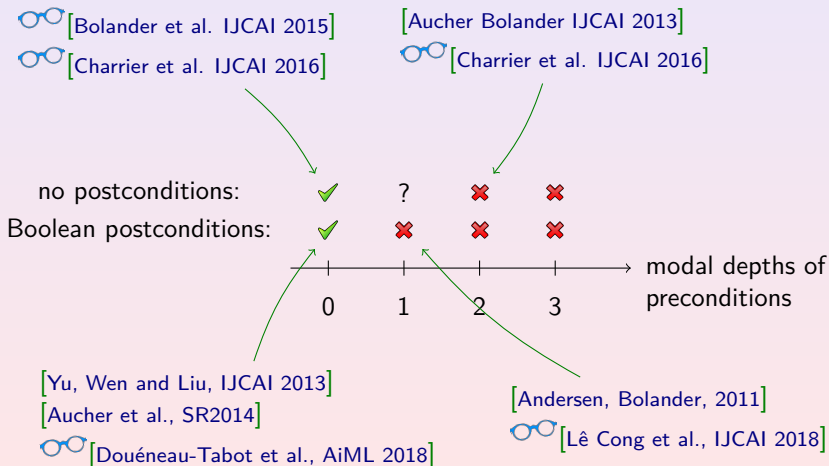 [Bolander et al. IJCAI 2015]
[Charrier et al. IJCAI 2016]
[Aucher Bolander IJCAI 2013]
[Charrier et al. IJCAI 2016]
no postconditions: ?
Boolean postconditions:
0 1 2 3
modal depths of
preconditions
[Yu, Wen and Liu, IJCAI 2013]
[Aucher et al., SR2014]
[Douéneau-Tabot et al., AiML 2018]
[Andersen, Bolander, 2011]
[Lê Cong et al., IJCAI 2018]